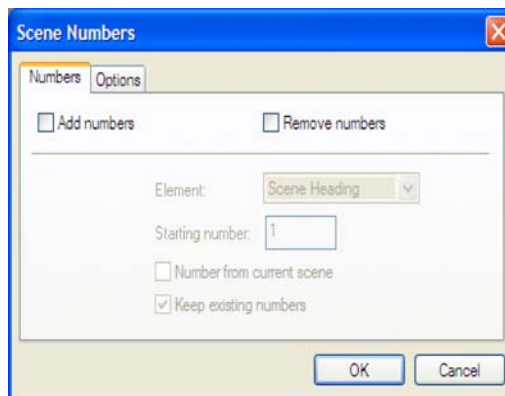 Scene Numbers
Numbers Options
Add numbers Remove numbers
Element: Scene Heading
Starting number: 1
Number from current scene
Keep existing numbers
OK Cancel